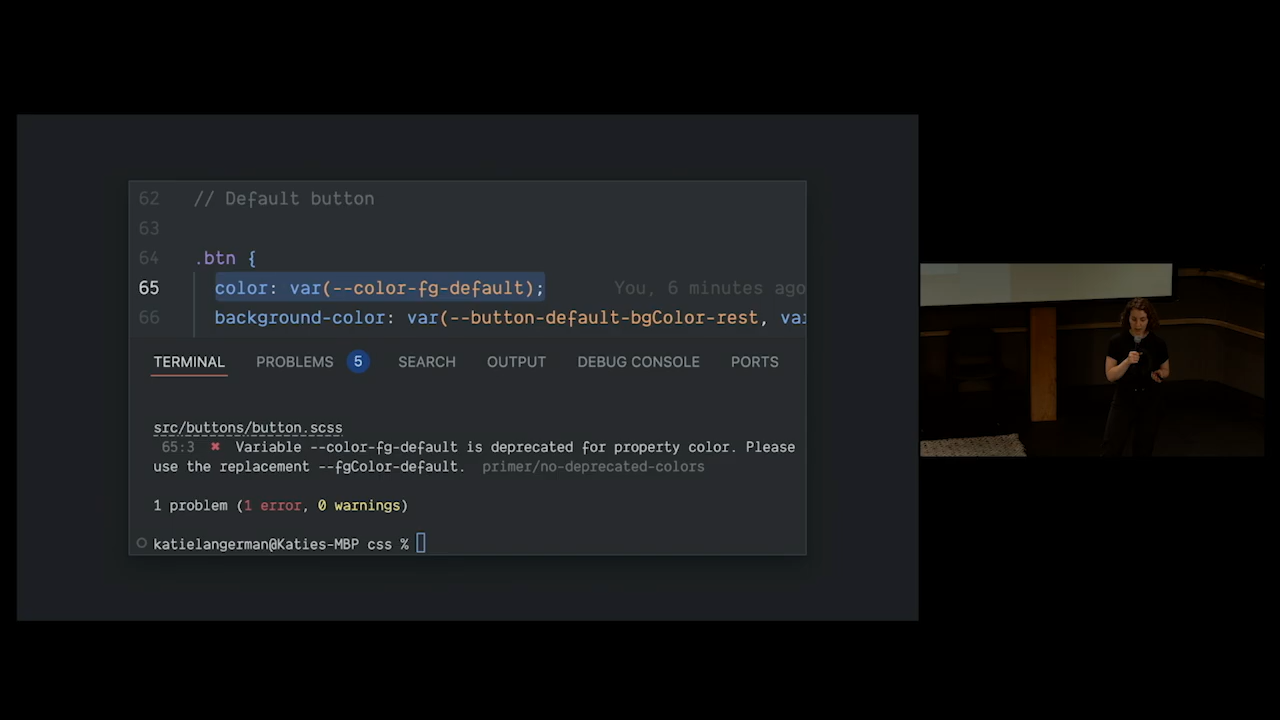 62 // Default button
63
64 .btn {
65 color: var(--color-fg-default); You, 6 minutes ago
66 background-color: var(--button-default-bgColor-rest, va
TERMINAL PROBLEMS 5 SEARCH OUTPUT DEBUG CONSOLE PORTS
src/buttons/button.scss
65:3 ✖ Variable --color-fg-default is deprecated for property color. Please
use the replacement --fgColor-default. primer/no-deprecated-colors
1 problem (1 error, 0 warnings)
katielangerman@Katies-MBP css %